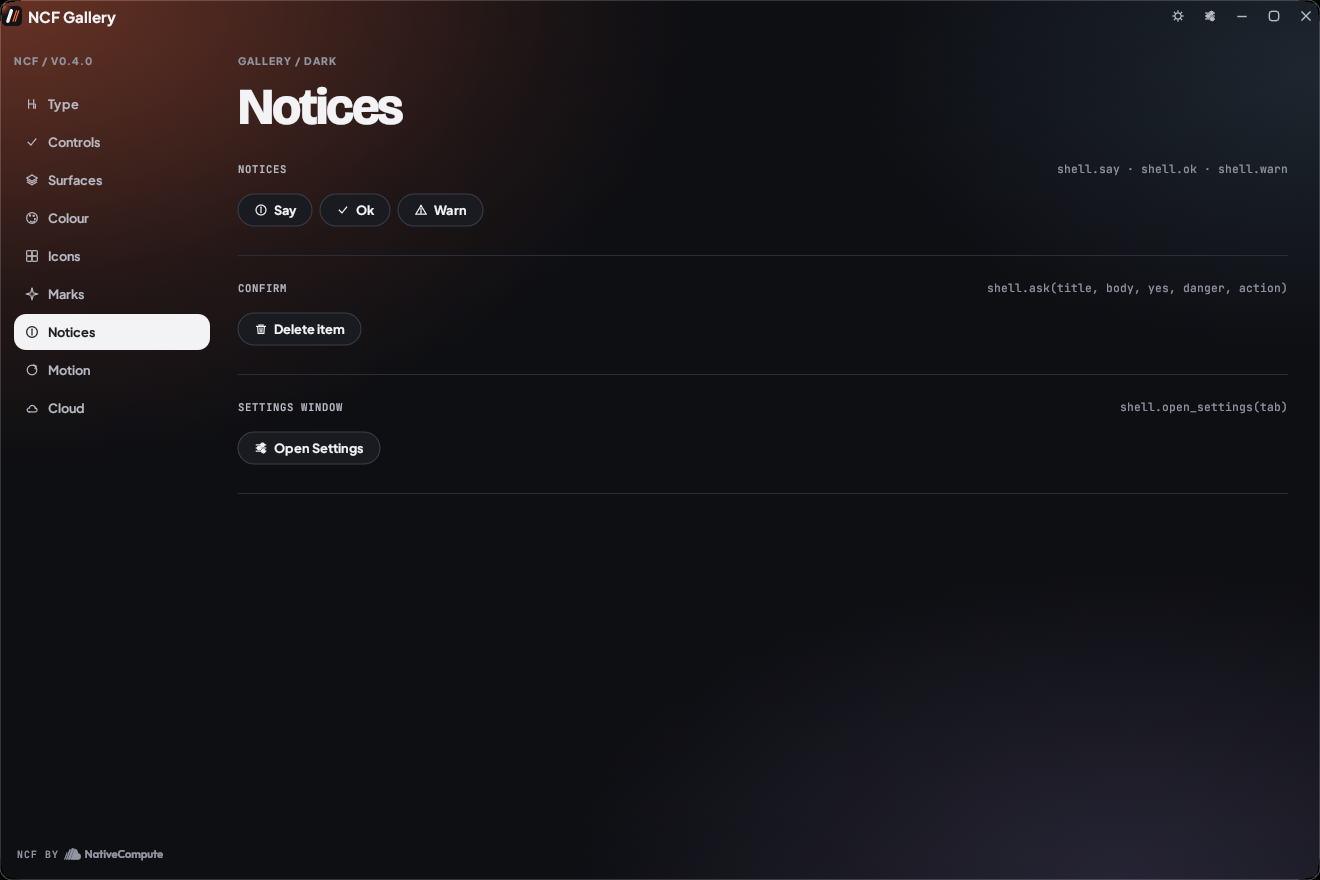 NCF Gallery
NCF / V0.4.0
Type
Controls
Surfaces
Colour
Icons
Marks
Notices
Motion
Cloud
GALLERY / DARK
Notices
NOTICES
shell.say · shell.ok · shell.warn
Say
Ok
Warn
CONFIRM
shell.ask(title, body, yes, danger, action)
Delete item
SETTINGS WINDOW
shell.open_settings(tab)
Open Settings
NCF BY NativeCompute